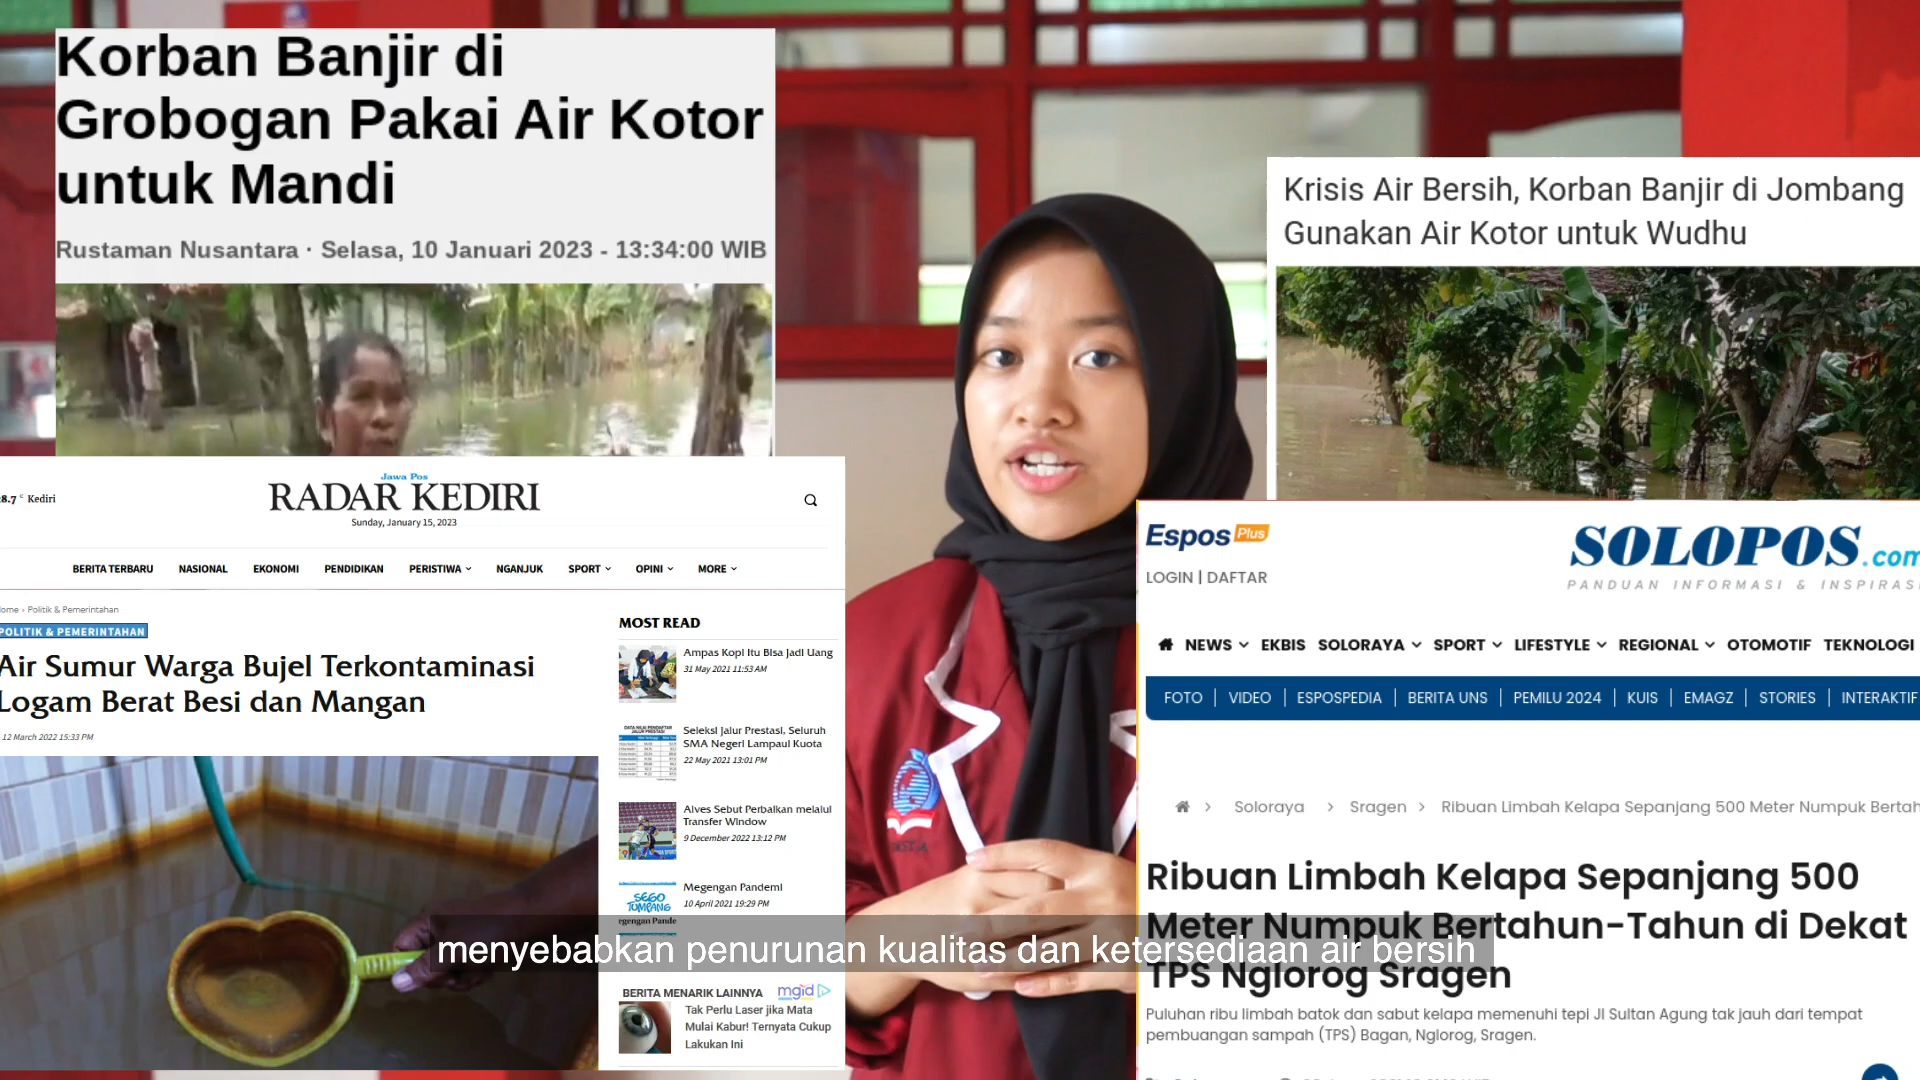 Korban Banjir di
Grobogan Pakai Air Kotor
untuk Mandi
Rustaman Nusantara · Selasa, 10 Januari 2023 - 13:34:00 WIB
Krisis Air Bersih, Korban Banjir di Jombang
Gunakan Air Kotor untuk Wudhu
Jawa Pos
8.7 C Kediri
RADAR KEDIRI
Sunday, January 15, 2023
BERITA TERBARU NASIONAL EKONOMI PENDIDIKAN PERISTIWA NGANJUK SPORT OPINI MORE
ome › Politik & Pemerintahan
POLITIK & PEMERINTAHAN
Air Sumur Warga Bujel Terkontaminasi
Logam Berat Besi dan Mangan
12 March 2022 15:33 PM
MOST READ
Ampas Kopi Itu Bisa Jadi Uang
31 May 2021 11:53 AM
Seleksi Jalur Prestasi, Seluruh
SMA Negeri Lampaui Kuota
22 May 2021 13:01 PM
Alves Sebut Perbaikan melalui
Transfer Window
9 December 2022 13:12 PM
Megengan Pandemi
10 April 2021 19:29 PM
SEGO
TUMPANG
egengan Pande
BERITA MENARIK LAINNYA mgid
Tak Perlu Laser jika Mata
Mulai Kabur! Ternyata Cukup
Lakukan Ini
Espos Plus
LOGIN | DAFTAR
SOLOPOS.com
PANDUAN INFORMASI & INSPIRASI
NEWS EKBIS SOLORAYA SPORT LIFESTYLE REGIONAL OTOMOTIF TEKNOLOGI
FOTO | VIDEO | ESPOSPEDIA | BERITA UNS | PEMILU 2024 | KUIS | EMAGZ | STORIES | INTERAKTIF
> Soloraya > Sragen > Ribuan Limbah Kelapa Sepanjang 500 Meter Numpuk Bertah
Ribuan Limbah Kelapa Sepanjang 500
Meter Numpuk Bertahun-Tahun di Dekat
TPS Nglorog Sragen
Puluhan ribu limbah batok dan sabut kelapa memenuhi tepi Jl Sultan Agung tak jauh dari tempat
pembuangan sampah (TPS) Bagan, Nglorog, Sragen.
menyebabkan penurunan kualitas dan ketersediaan air bersih